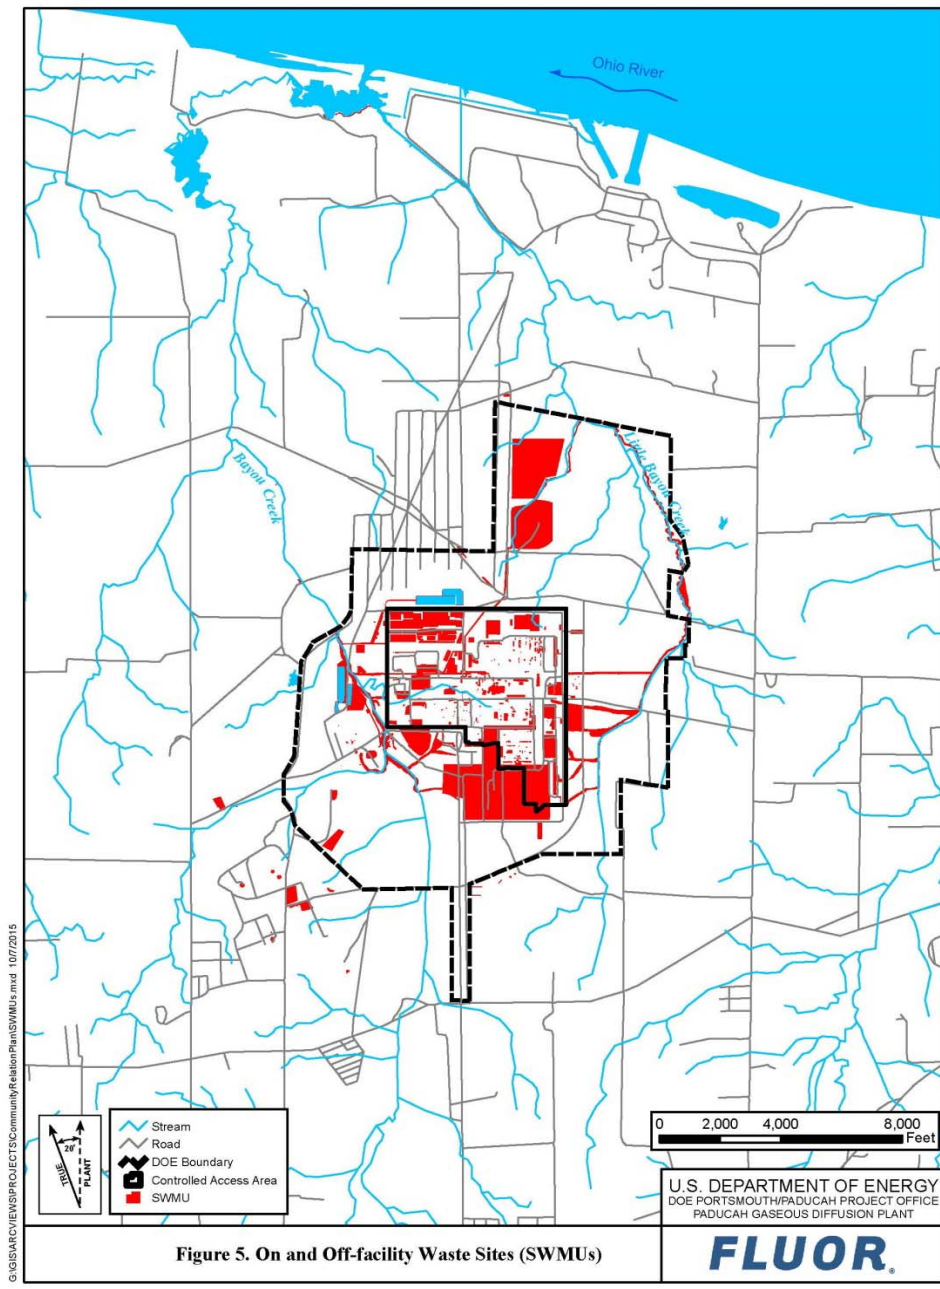 Ohio River
Little Bayou Creek
Bayou Creek
G:\GIS\ARCVIEWS\PROJECTS\CommunityRelationPlan\SWMUs.mxd 10/7/2015
TRUE
20°
PLANT
Stream
Road
DOE Boundary
Controlled Access Area
SWMU
0 2,000 4,000 8,000
Feet
U.S. DEPARTMENT OF ENERGY
DOE PORTSMOUTH/PADUCAH PROJECT OFFICE
PADUCAH GASEOUS DIFFUSION PLANT
Figure 5. On and Off-facility Waste Sites (SWMUs)
FLUOR®